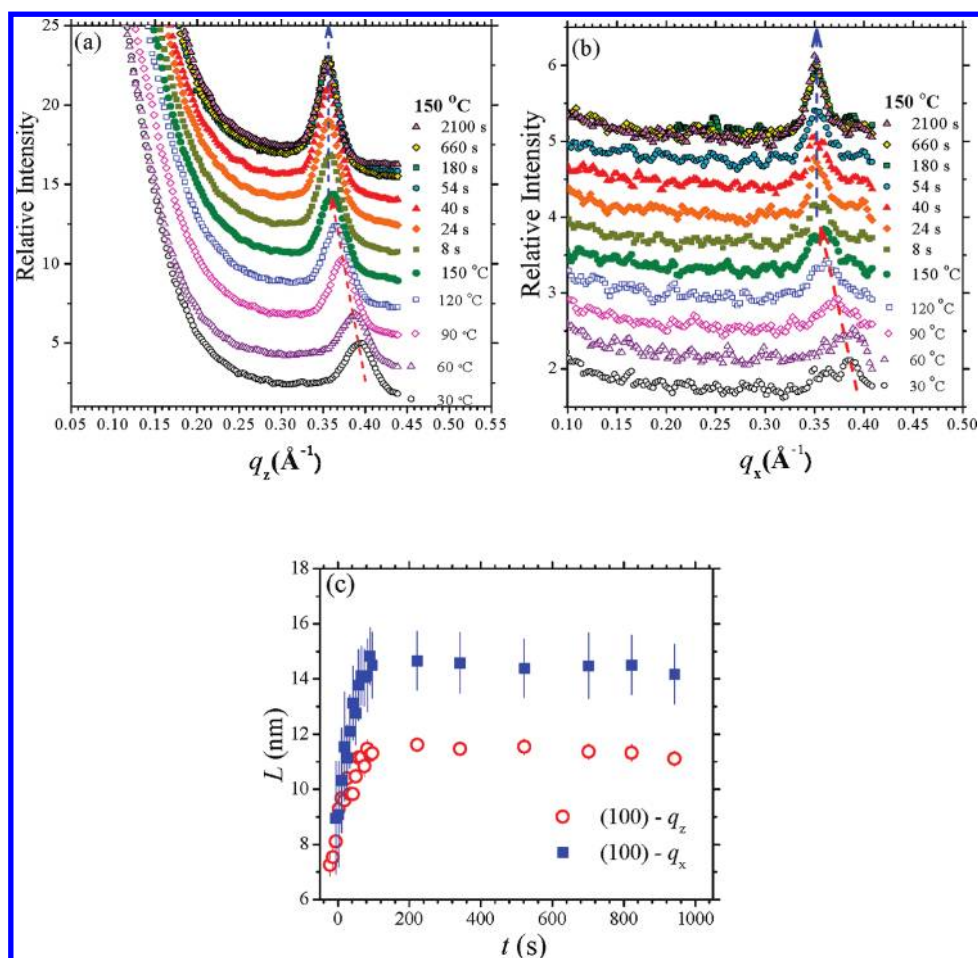 (a)
25
20
15
10
5
Relative Intensity
150 °C
2100 s
660 s
180 s
54 s
40 s
24 s
8 s
150 °C
120 °C
90 °C
60 °C
30 °C
0.05 0.10 0.15 0.20 0.25 0.30 0.35 0.40 0.45 0.50 0.55
q_z(Å⁻¹)
(b)
6
5
4
3
2
Relative Intensity
150 °C
2100 s
660 s
180 s
54 s
40 s
24 s
8 s
150 °C
120 °C
90 °C
60 °C
30 °C
0.10 0.15 0.20 0.25 0.30 0.35 0.40 0.45 0.50
q_x(Å⁻¹)
(c)
18
16
14
12
10
8
6
L (nm)
(100) - q_z
(100) - q_x
0 200 400 600 800 1000
t (s)